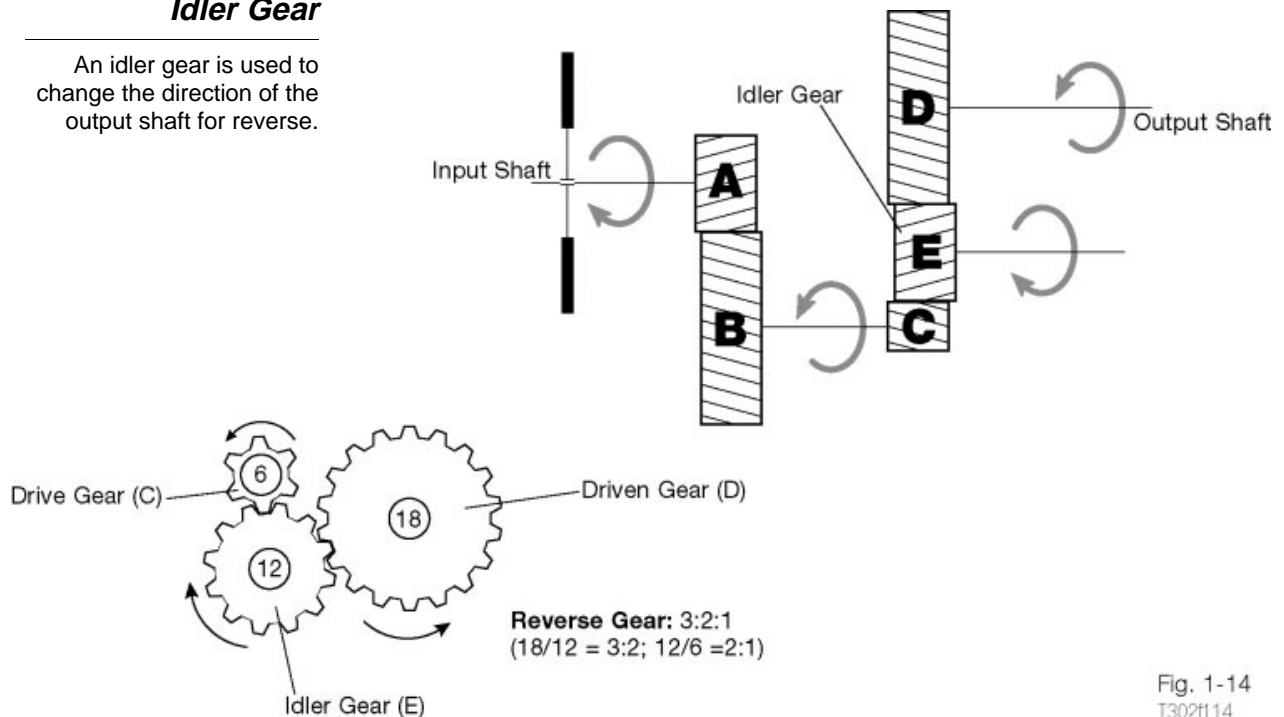 Idler Gear
An idler gear is used to
change the direction of the
output shaft for reverse.
Input Shaft
A
B
Idler Gear
D
Output Shaft
E
C
6
Drive Gear (C)
18
Driven Gear (D)
12
Idler Gear (E)
Reverse Gear: 3:2:1
(18/12 = 3:2; 12/6 =2:1)
Fig. 1-14
T302f114